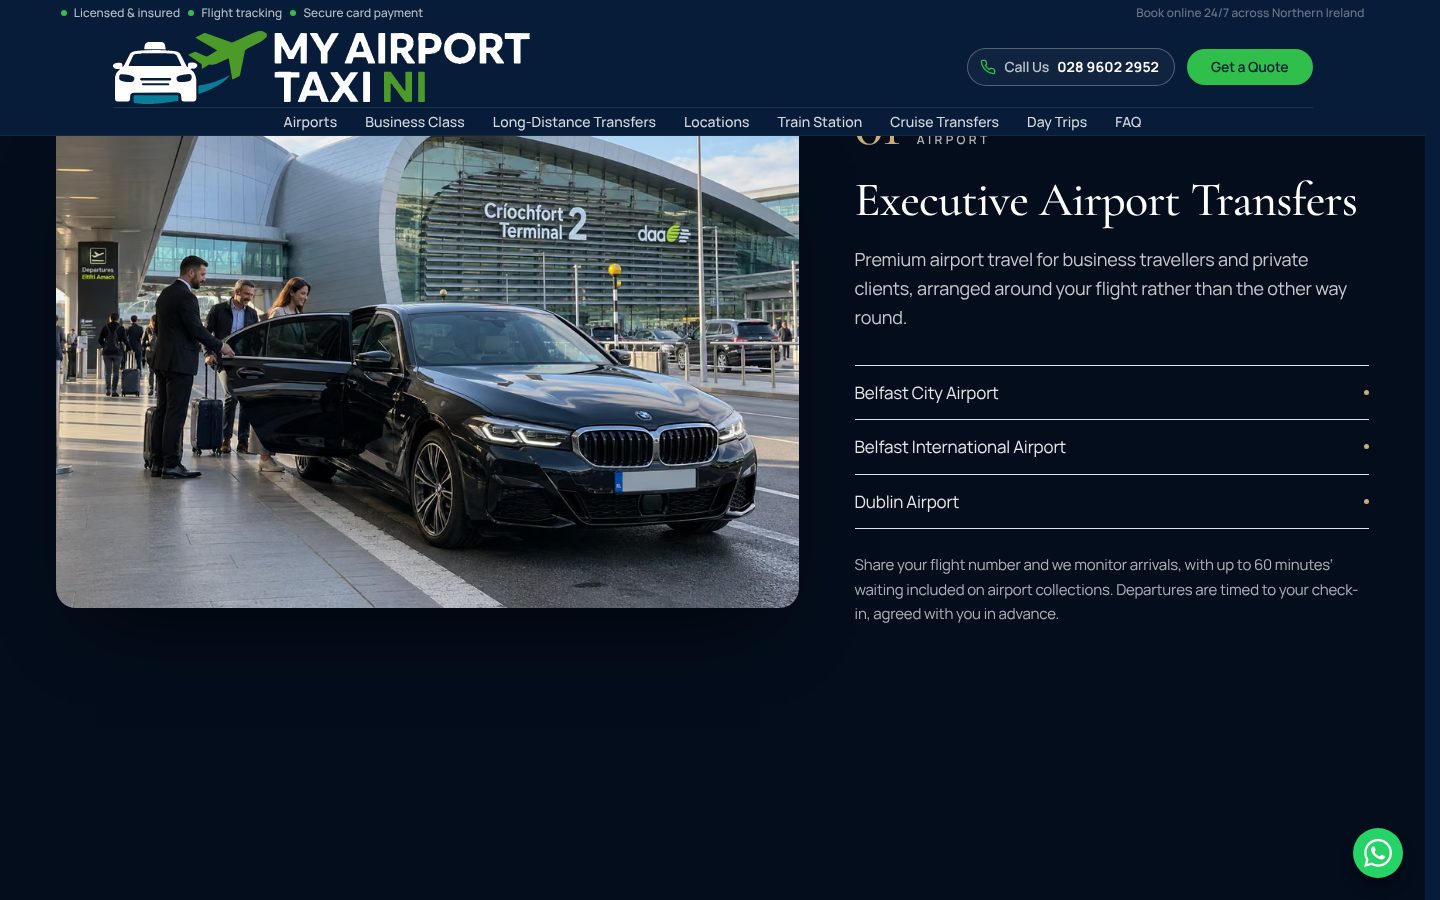 Licensed & insured
Flight tracking
Secure card payment
Book online 24/7 across Northern Ireland
MY AIRPORT
TAXI NI
Call Us 028 9602 2952
Get a Quote
Airports
Business Class
Long-Distance Transfers
Locations
Train Station
Cruise Transfers
Day Trips
FAQ
Críochfort
Terminal 2
daa
Departures
AIRPORT
Executive Airport Transfers
Premium airport travel for business travellers and private
clients, arranged around your flight rather than the other way
round.
Belfast City Airport
Belfast International Airport
Dublin Airport
Share your flight number and we monitor arrivals, with up to 60 minutes'
waiting included on airport collections. Departures are timed to your check-
in, agreed with you in advance.